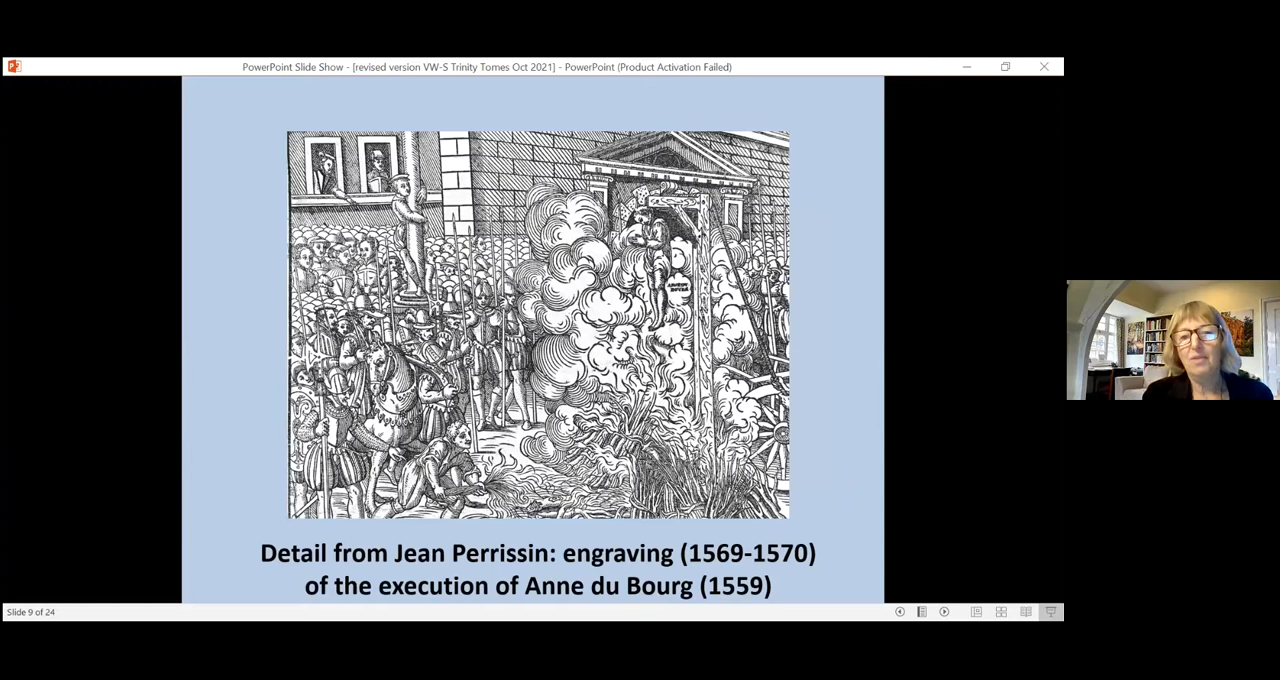 PowerPoint Slide Show - [revised version VW-S Trinity Tomes Oct 2021] - PowerPoint (Product Activation Failed)
Detail from Jean Perrissin: engraving (1569-1570)
of the execution of Anne du Bourg (1559)
Slide 9 of 24